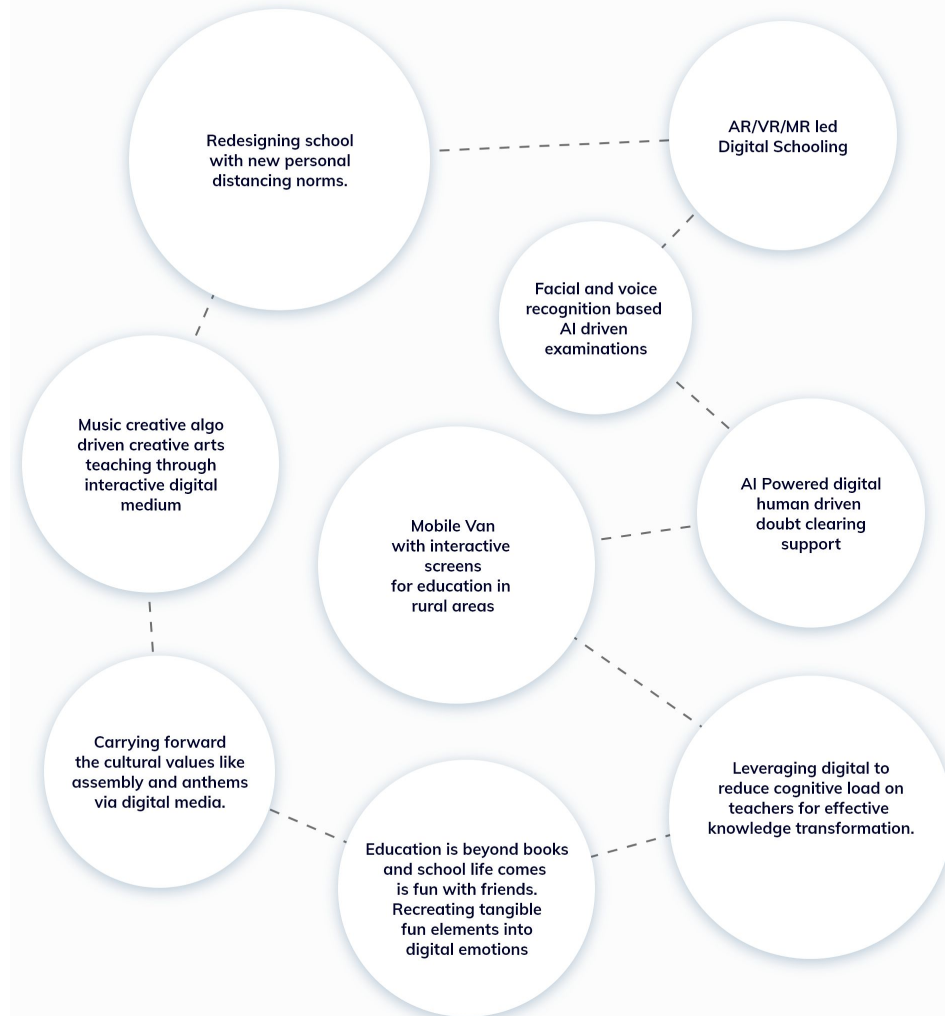 Redesigning school
with new personal
distancing norms.
AR/VR/MR led
Digital Schooling
Facial and voice
recognition based
AI driven
examinations
Music creative algo
driven creative arts
teaching through
interactive digital
medium
AI Powered digital
human driven
doubt clearing
support
Mobile Van
with interactive
screens
for education in
rural areas
Carrying forward
the cultural values like
assembly and anthems
via digital media.
Leveraging digital to
reduce cognitive load on
teachers for effective
knowledge transformation.
Education is beyond books
and school life comes
is fun with friends.
Recreating tangible
fun elements into
digital emotions